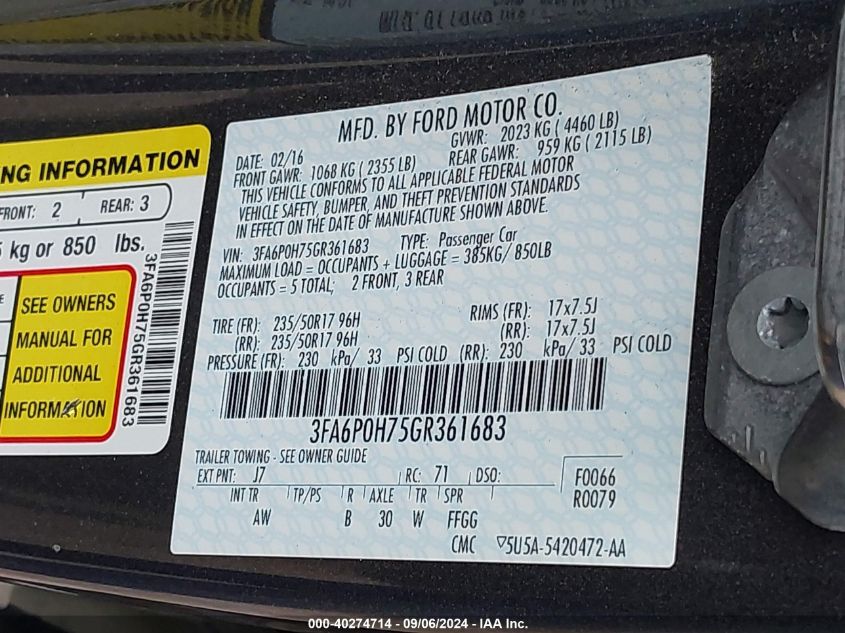 MFD. BY FORD MOTOR CO.
DATE: 02/16
GVWR: 2023 KG ( 4460 LB)
FRONT GAWR: 1068 KG ( 2355 LB)
REAR GAWR: 959 KG ( 2115 LB)
THIS VEHICLE CONFORMS TO ALL APPLICABLE FEDERAL MOTOR
VEHICLE SAFETY, BUMPER, AND THEFT PREVENTION STANDARDS
IN EFFECT ON THE DATE OF MANUFACTURE SHOWN ABOVE.
VIN: 3FA6P0H75GR361683 TYPE: Passenger Car
MAXIMUM LOAD = OCCUPANTS + LUGGAGE = 385KG/ 850LB
OCCUPANTS = 5 TOTAL; 2 FRONT, 3 REAR
TIRE (FR): 235/50R17 96H RIMS (FR): 17x7.5J
(RR): 235/50R17 96H (RR): 17x7.5J
PRESSURE (FR): 230 kPa/ 33 PSI COLD (RR): 230 kPa/ 33 PSI COLD
3FA6P0H75GR361683
TRAILER TOWING - SEE OWNER GUIDE
EXT PNT: J7 RC: 71 DSO:
F0066
R0079
INT TR TP/PS R AXLE TR SPR
AW B 30 W FFGG
CMC ▽5U5A-5420472-AA
NG INFORMATION
FRONT: 2 REAR: 3
kg or 850 lbs.
SEE OWNERS
MANUAL FOR
ADDITIONAL
INFORMATION
3FA6P0H75GR361683
000-40274714 - 09/06/2024 - IAA Inc.